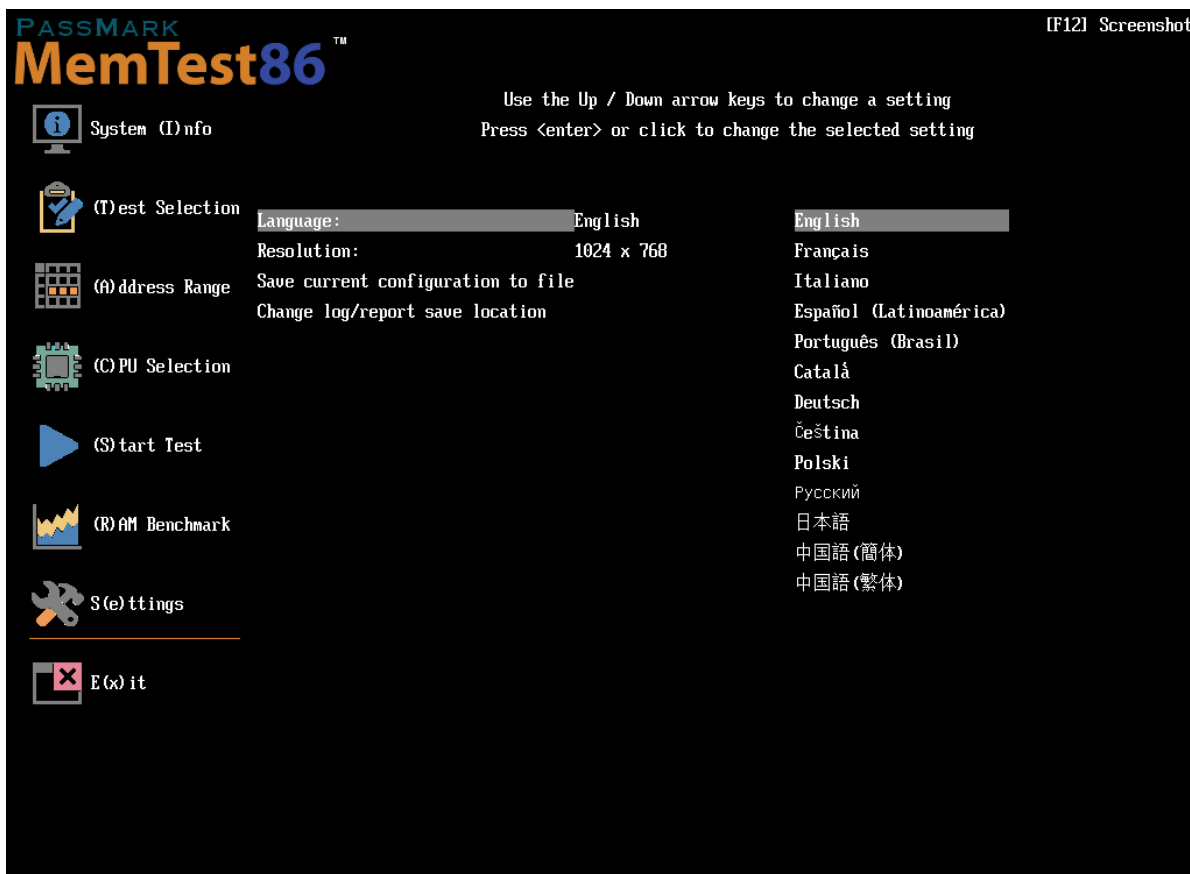 PASSMARK
MemTest86™
[F12] Screenshot
Use the Up / Down arrow keys to change a setting
Press <enter> or click to change the selected setting
System (I)nfo
(T)est Selection
(A)ddress Range
(C)PU Selection
(S)tart Test
(R)AM Benchmark
S(e)ttings
E(x)it
Language: English
Resolution: 1024 x 768
Save current configuration to file
Change log/report save location
English
Français
Italiano
Español (Latinoamérica)
Português (Brasil)
Català
Deutsch
Čeština
Polski
Русский
日本語
中国語(簡体)
中国語(繁体)